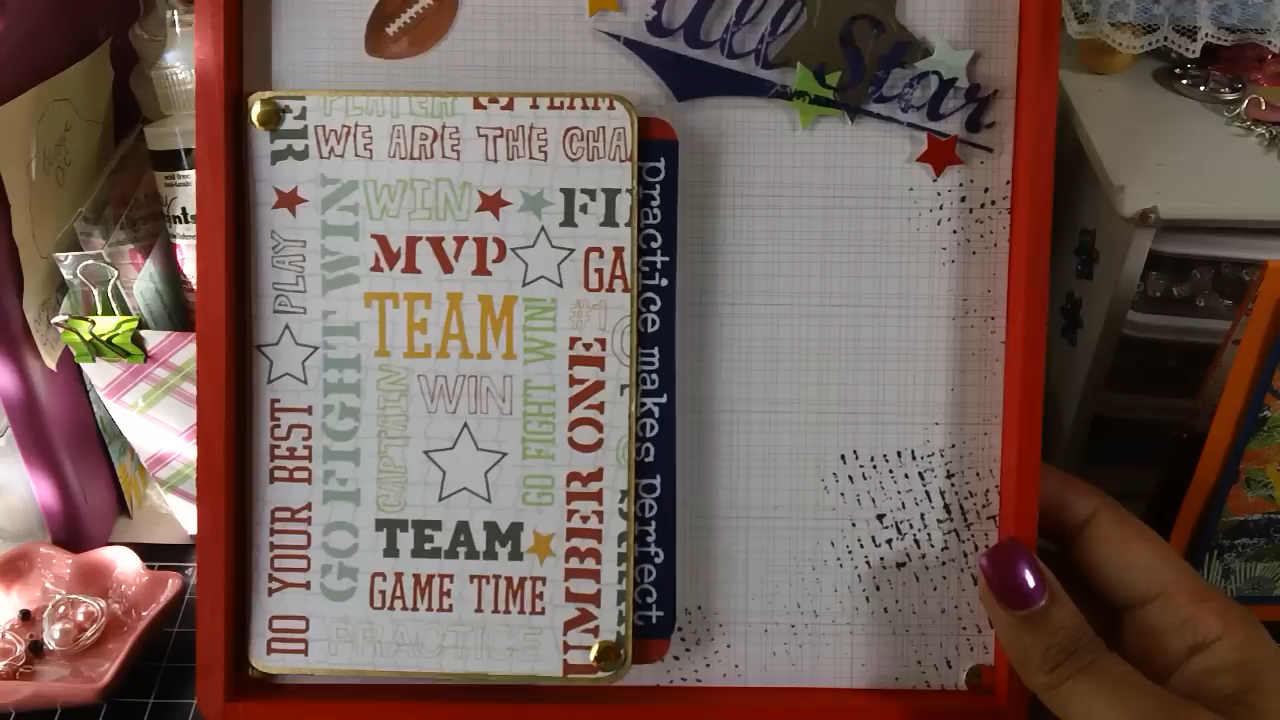 All
Star
PLAYER
TEAM
WE ARE THE CHA
WIN
FI
PLAY
MVP
GA
TEAM
#1
GO FIGHT WIN
GO FIGHT WIN!
CAPTAIN
WIN
DO YOUR BEST
UMBER ONE
TEAM
GAME TIME
PRACTICE
practice makes perfect